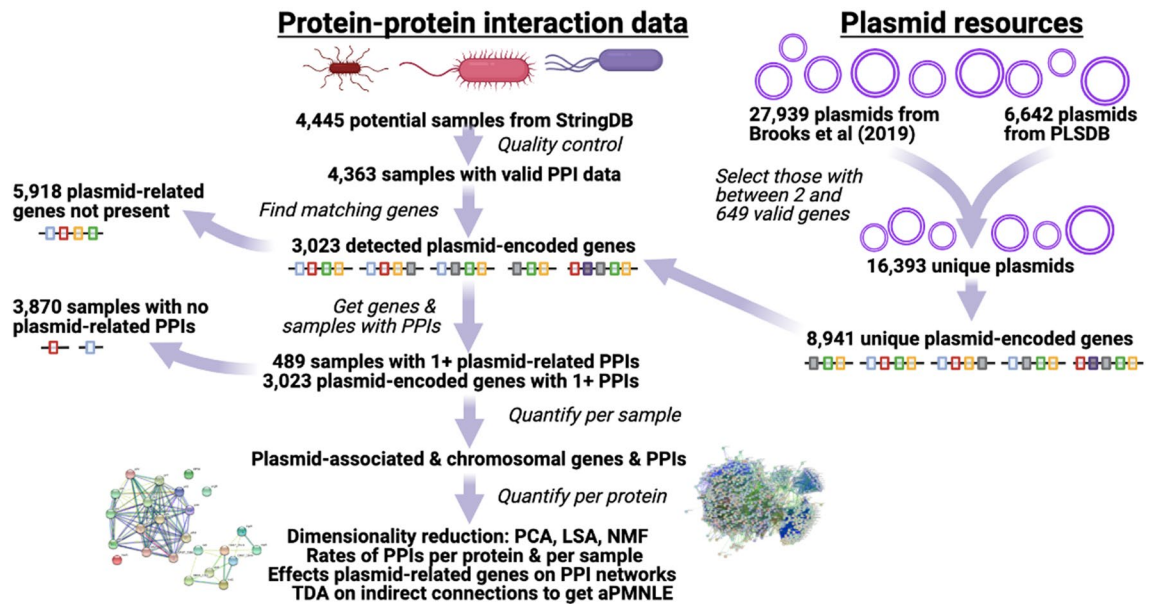 Protein-protein interaction data
4,445 potential samples from StringDB
Quality control
4,363 samples with valid PPI data
Find matching genes
5,918 plasmid-related
genes not present
3,023 detected plasmid-encoded genes
Get genes &
samples with PPIs
3,870 samples with no
plasmid-related PPIs
489 samples with 1+ plasmid-related PPIs
3,023 plasmid-encoded genes with 1+ PPIs
Quantify per sample
Plasmid-associated & chromosomal genes & PPIs
Quantify per protein
Dimensionality reduction: PCA, LSA, NMF
Rates of PPIs per protein & per sample
Effects plasmid-related genes on PPI networks
TDA on indirect connections to get aPMNLE
Plasmid resources
27,939 plasmids from
Brooks et al (2019)
6,642 plasmids
from PLSDB
Select those with
between 2 and
649 valid genes
16,393 unique plasmids
8,941 unique plasmid-encoded genes